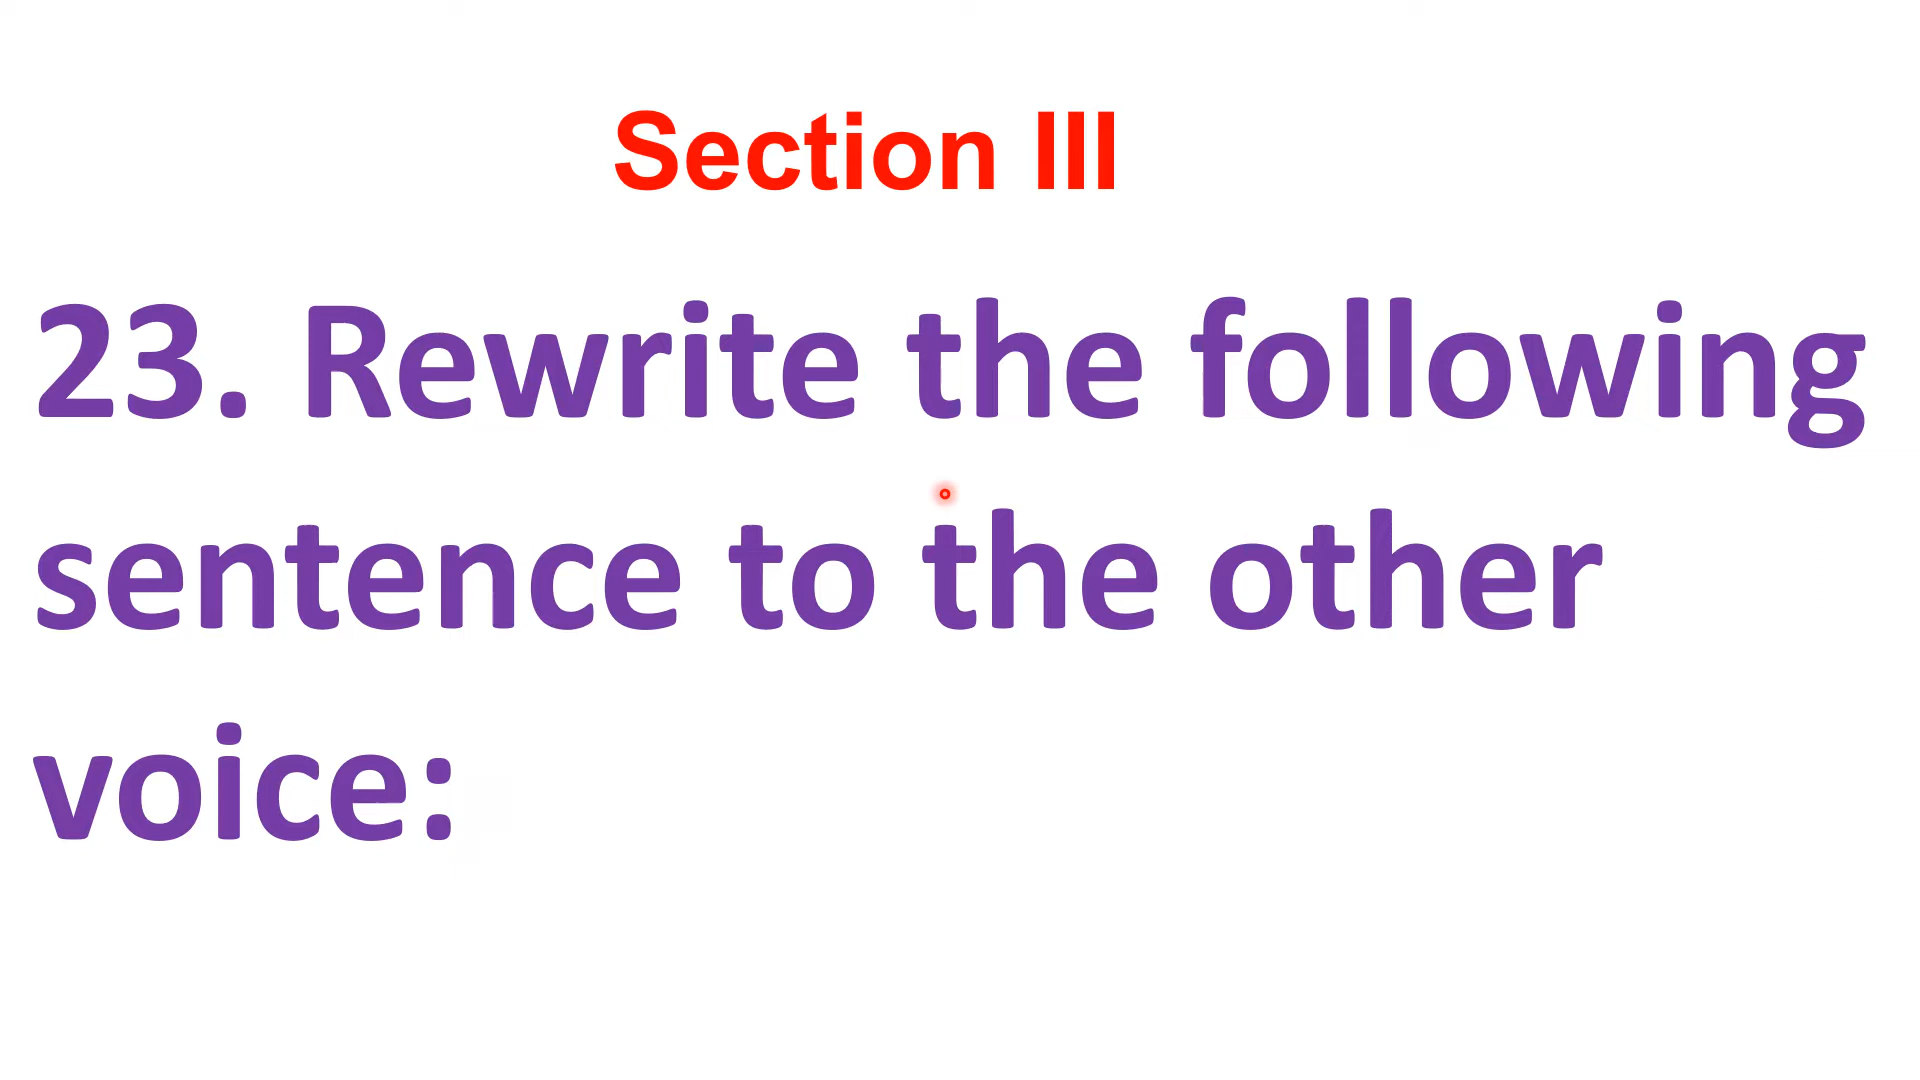 Section III
23. Rewrite the following
sentence to the other
voice: